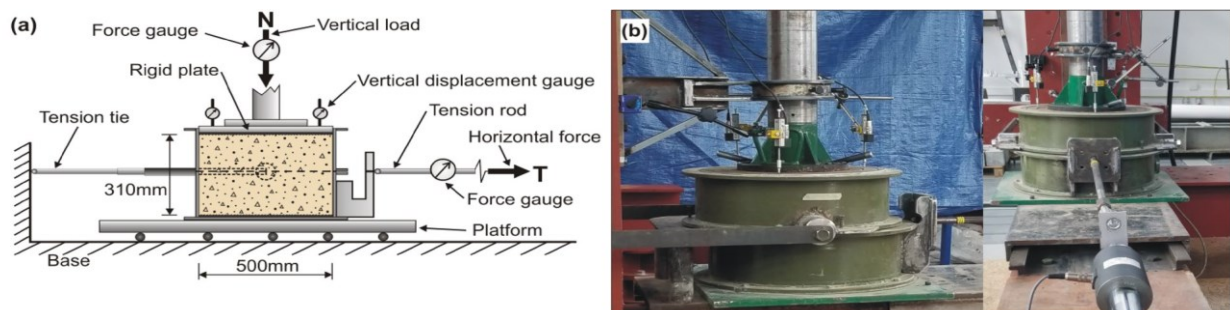 (a)
N
Vertical load
Force gauge
Rigid plate
Vertical displacement gauge
Tension tie
Tension rod
Horizontal force
T
310mm
Force gauge
Platform
Base
500mm
(b)